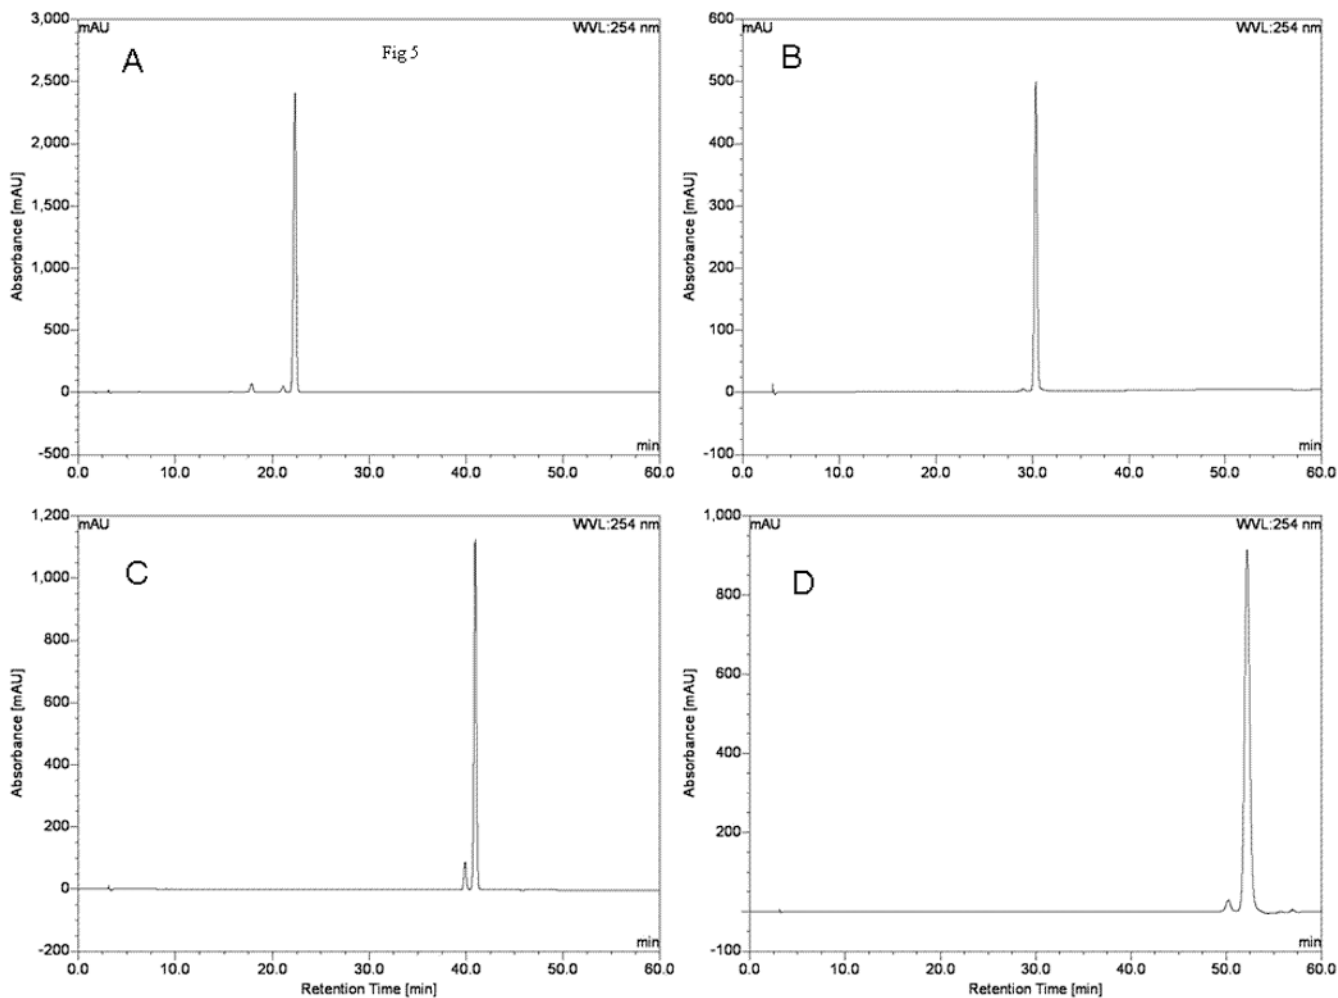 3,000
mAU
WVL:254 nm
A
Fig 5
2,500
2,000
1,500
1,000
500
0
-500
Absorbance [mAU]
min
0.0 10.0 20.0 30.0 40.0 50.0 60.0
600
mAU
WVL:254 nm
B
500
400
300
200
100
0
-100
Absorbance [mAU]
min
0.0 10.0 20.0 30.0 40.0 50.0 60.0
1,200
mAU
WVL:254 nm
C
1,000
800
600
400
200
0
-200
Absorbance [mAU]
min
0.0 10.0 20.0 30.0 40.0 50.0 60.0
Retention Time [min]
1,000
mAU
WVL:254 nm
D
800
600
400
200
-100
Absorbance [mAU]
min
0.0 10.0 20.0 30.0 40.0 50.0 60.0
Retention Time [min]